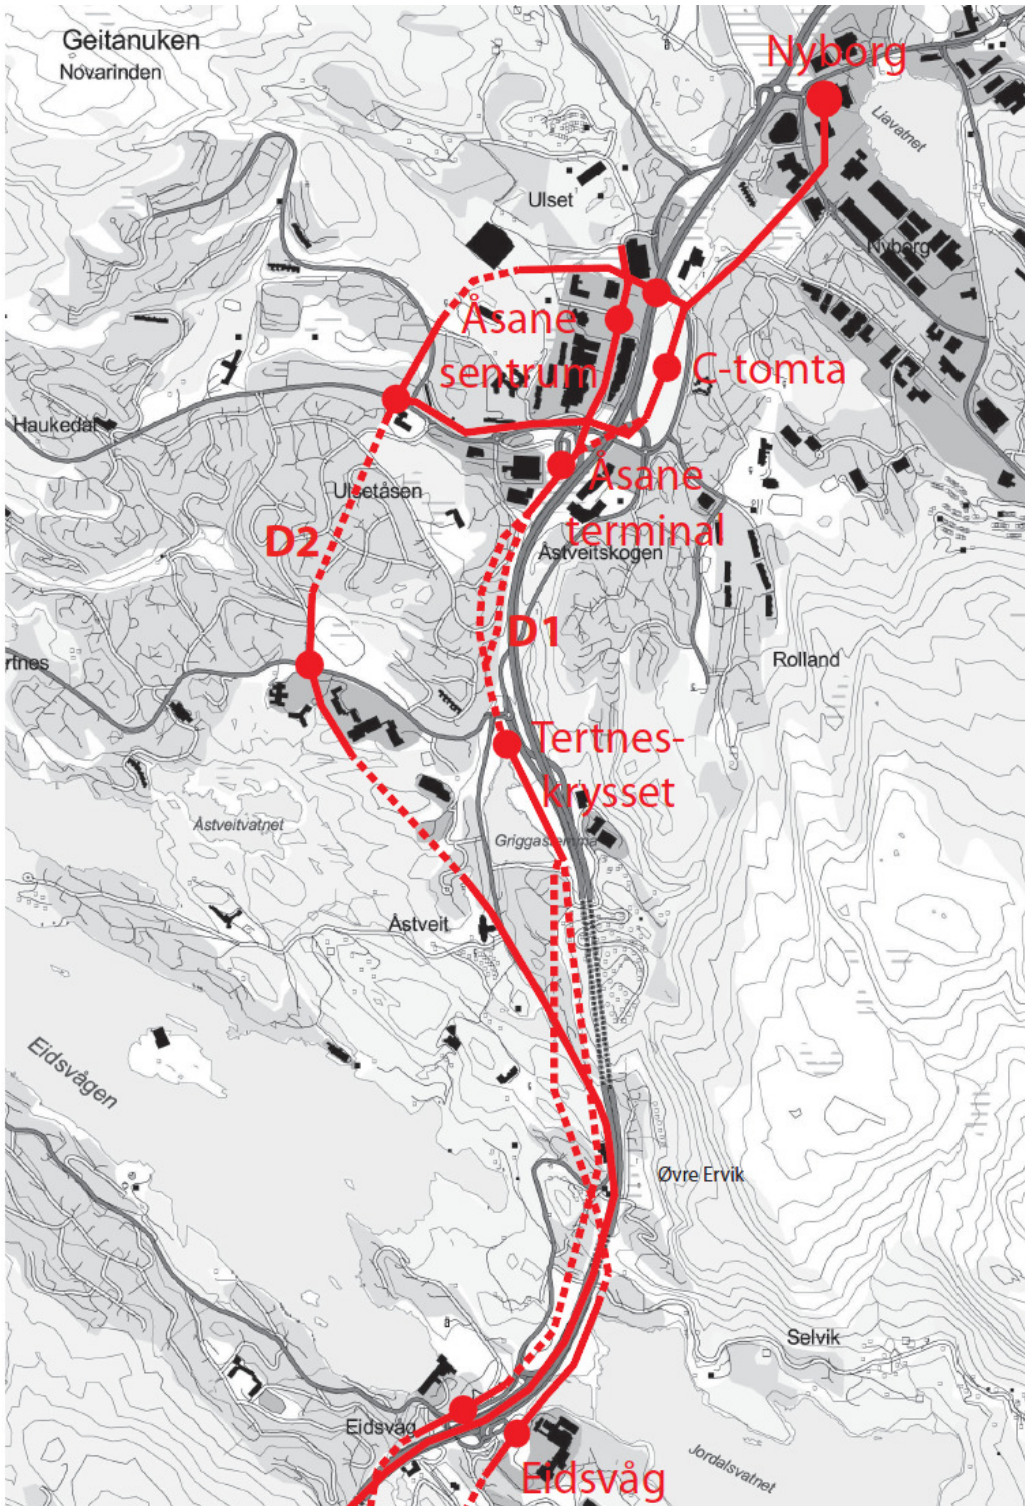 Geitanuken
Novarinden
Nyborg
Liavatnet
Ulset
Nyborg
Åsane
sentrum
C-tomta
Haukedal
Ulsetåsen
Åsane
terminal
D2
Åstveitskogen
D1
rtnes
Rolland
Tertnes-
krysset
Åstveitvatnet
Griggastemma
Åstveit
Eidsvågen
Øvre Ervik
Selvik
Eidsvåg
Jordalsvatnet
Eidsvåg